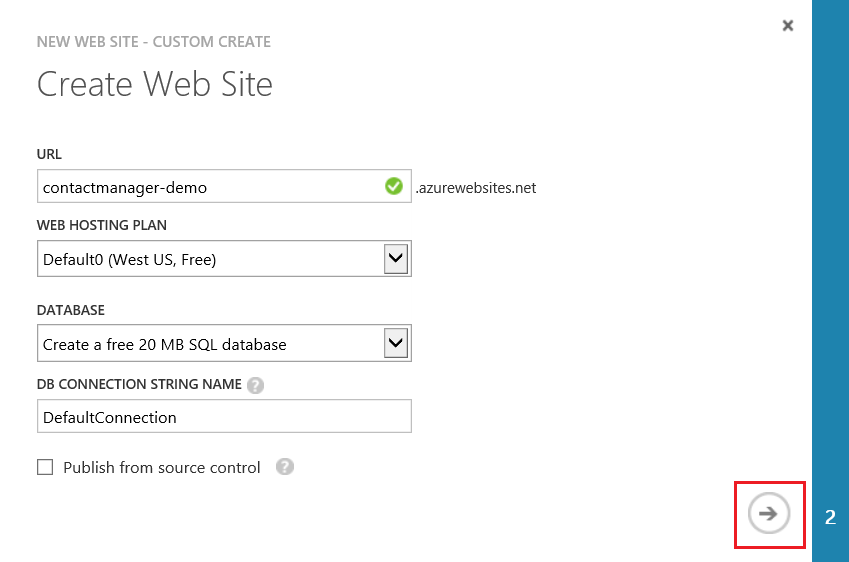 NEW WEB SITE - CUSTOM CREATE
Create Web Site
URL
contactmanager-demo .azurewebsites.net
WEB HOSTING PLAN
Default0 (West US, Free)
DATABASE
Create a free 20 MB SQL database
DB CONNECTION STRING NAME ?
DefaultConnection
Publish from source control ?
2